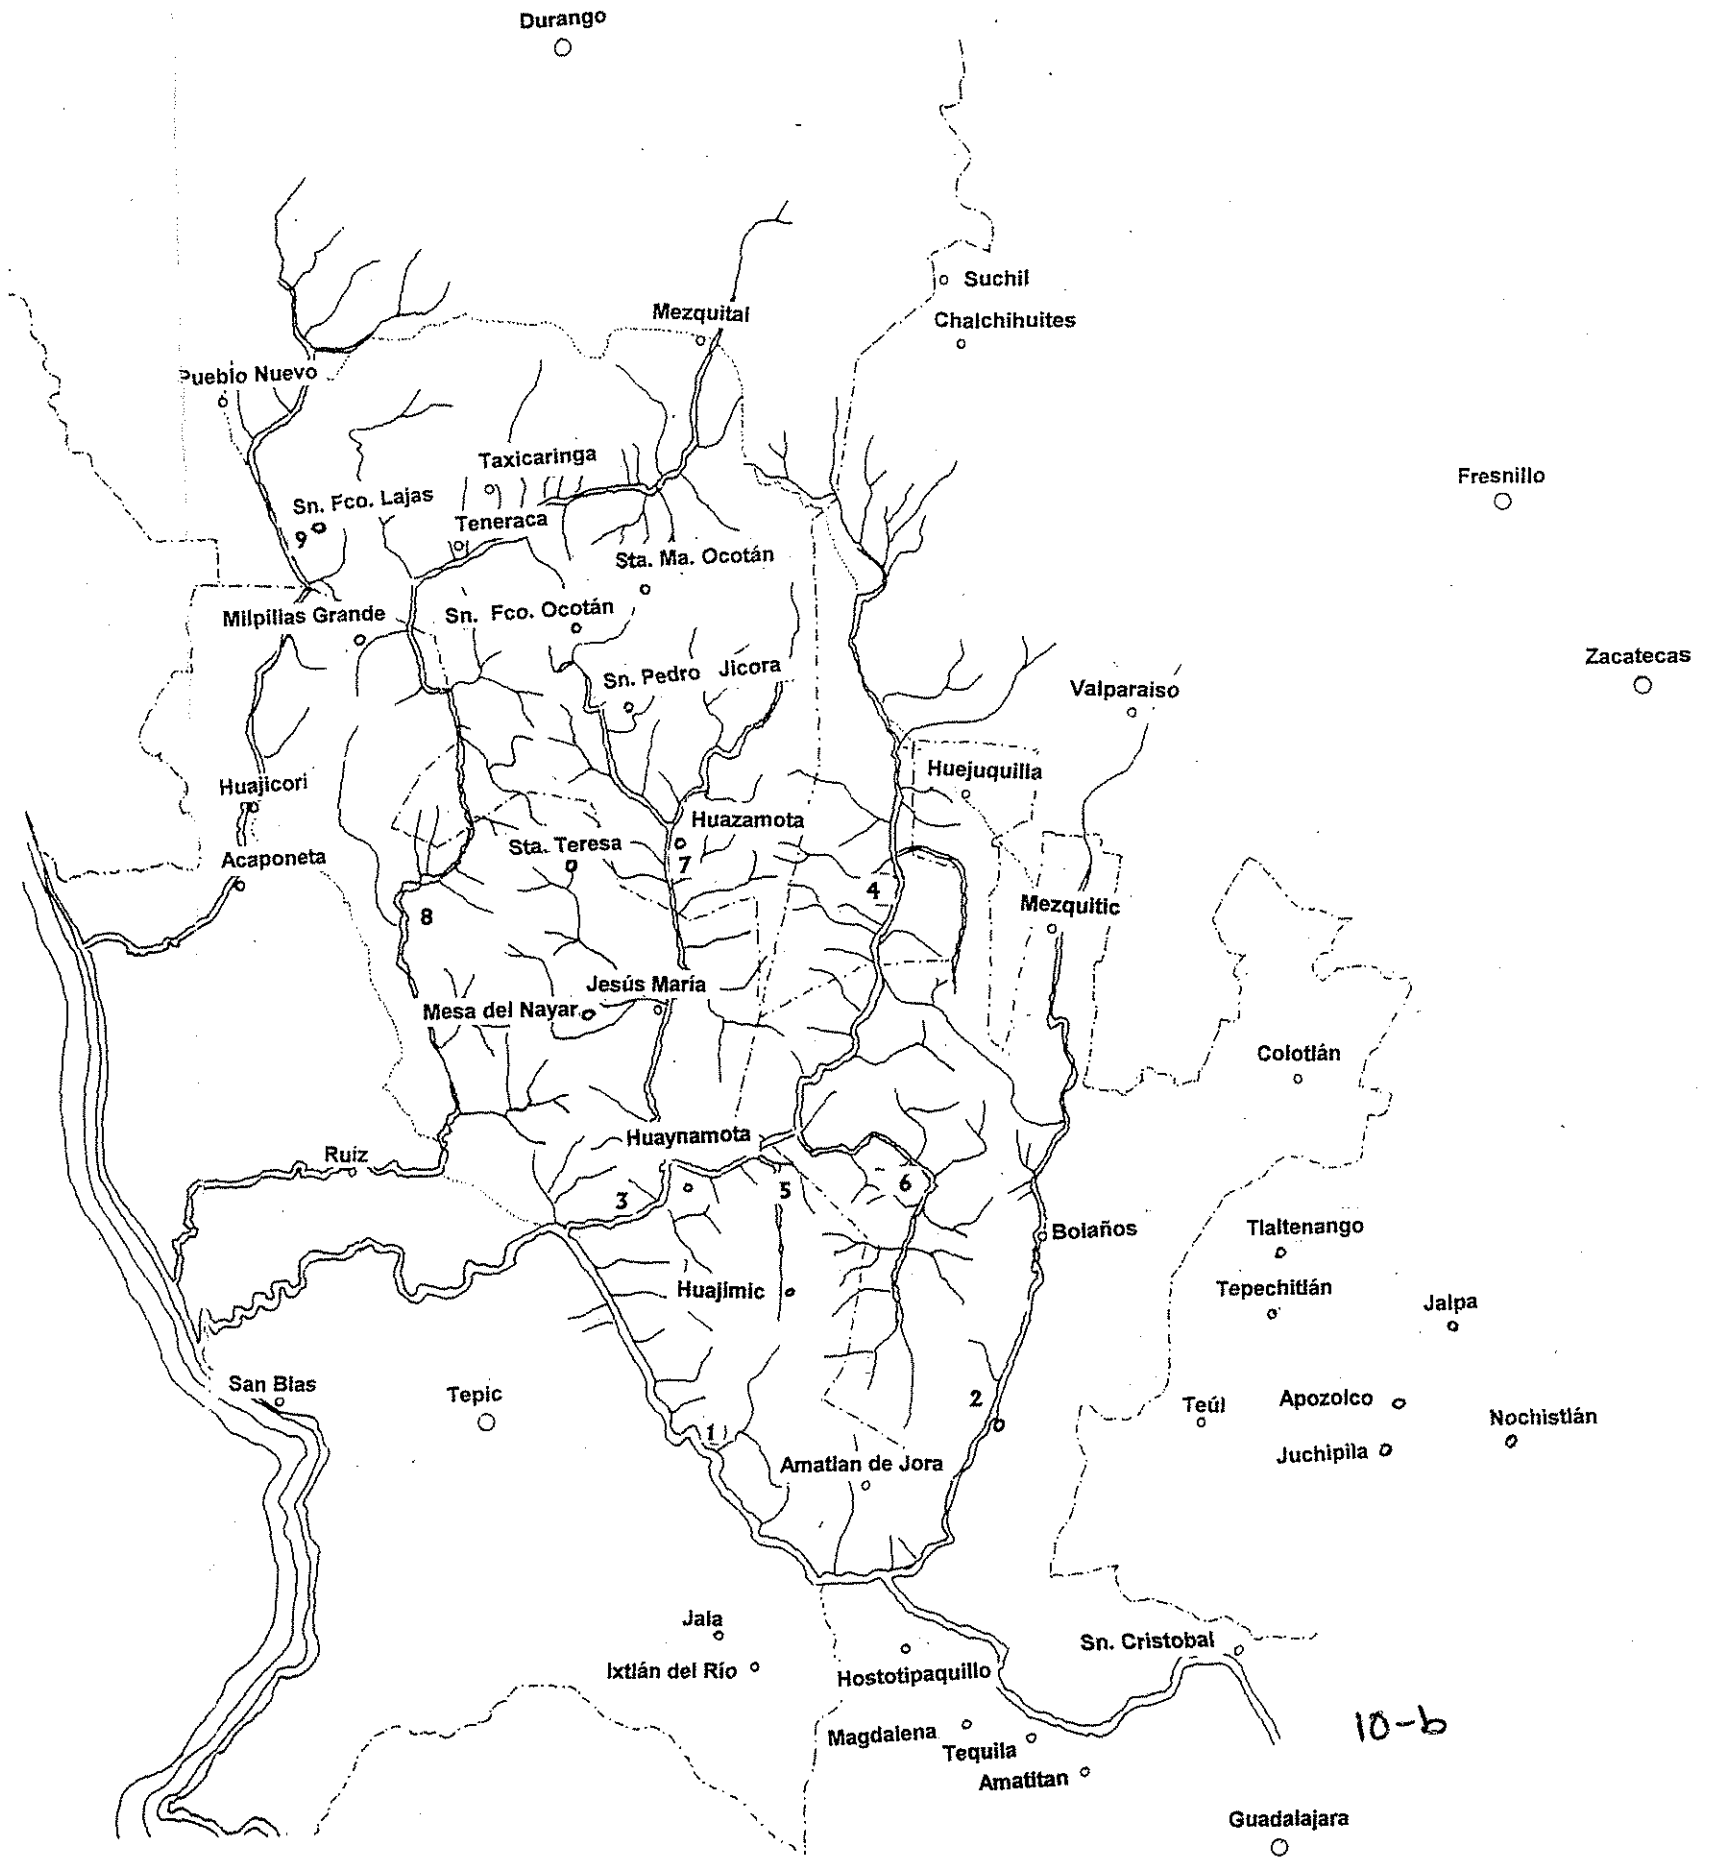 Durango
Suchil
Mezquital
Chalchihuites
Pueblo Nuevo
Taxicaringa
Fresnillo
Sn. Fco. Lajas
Teneraca
9
Sta. Ma. Ocotán
Milpillas Grande
Sn. Fco. Ocotán
Zacatecas
Sn. Pedro Jicora
Valparaiso
Huejuquilla
Huajicori
Huazamota
Sta. Teresa
Acaponeta
7
4
Mezquitic
8
Jesús María
Mesa del Nayar
Colotlán
Huaynamota
Ruíz
6
5
3
Bolaños
Tlaltenango
Huajimic
Tepechitlán
Jalpa
San Blas
Tepic
2
Teúl
Apozolco
Nochistlán
1
Juchipila
Amatlan de Jora
Jala
Sn. Cristobal
Ixtlán del Río
Hostotipaquillo
10-b
Magdalena
Tequila
Amatitan
Guadalajara